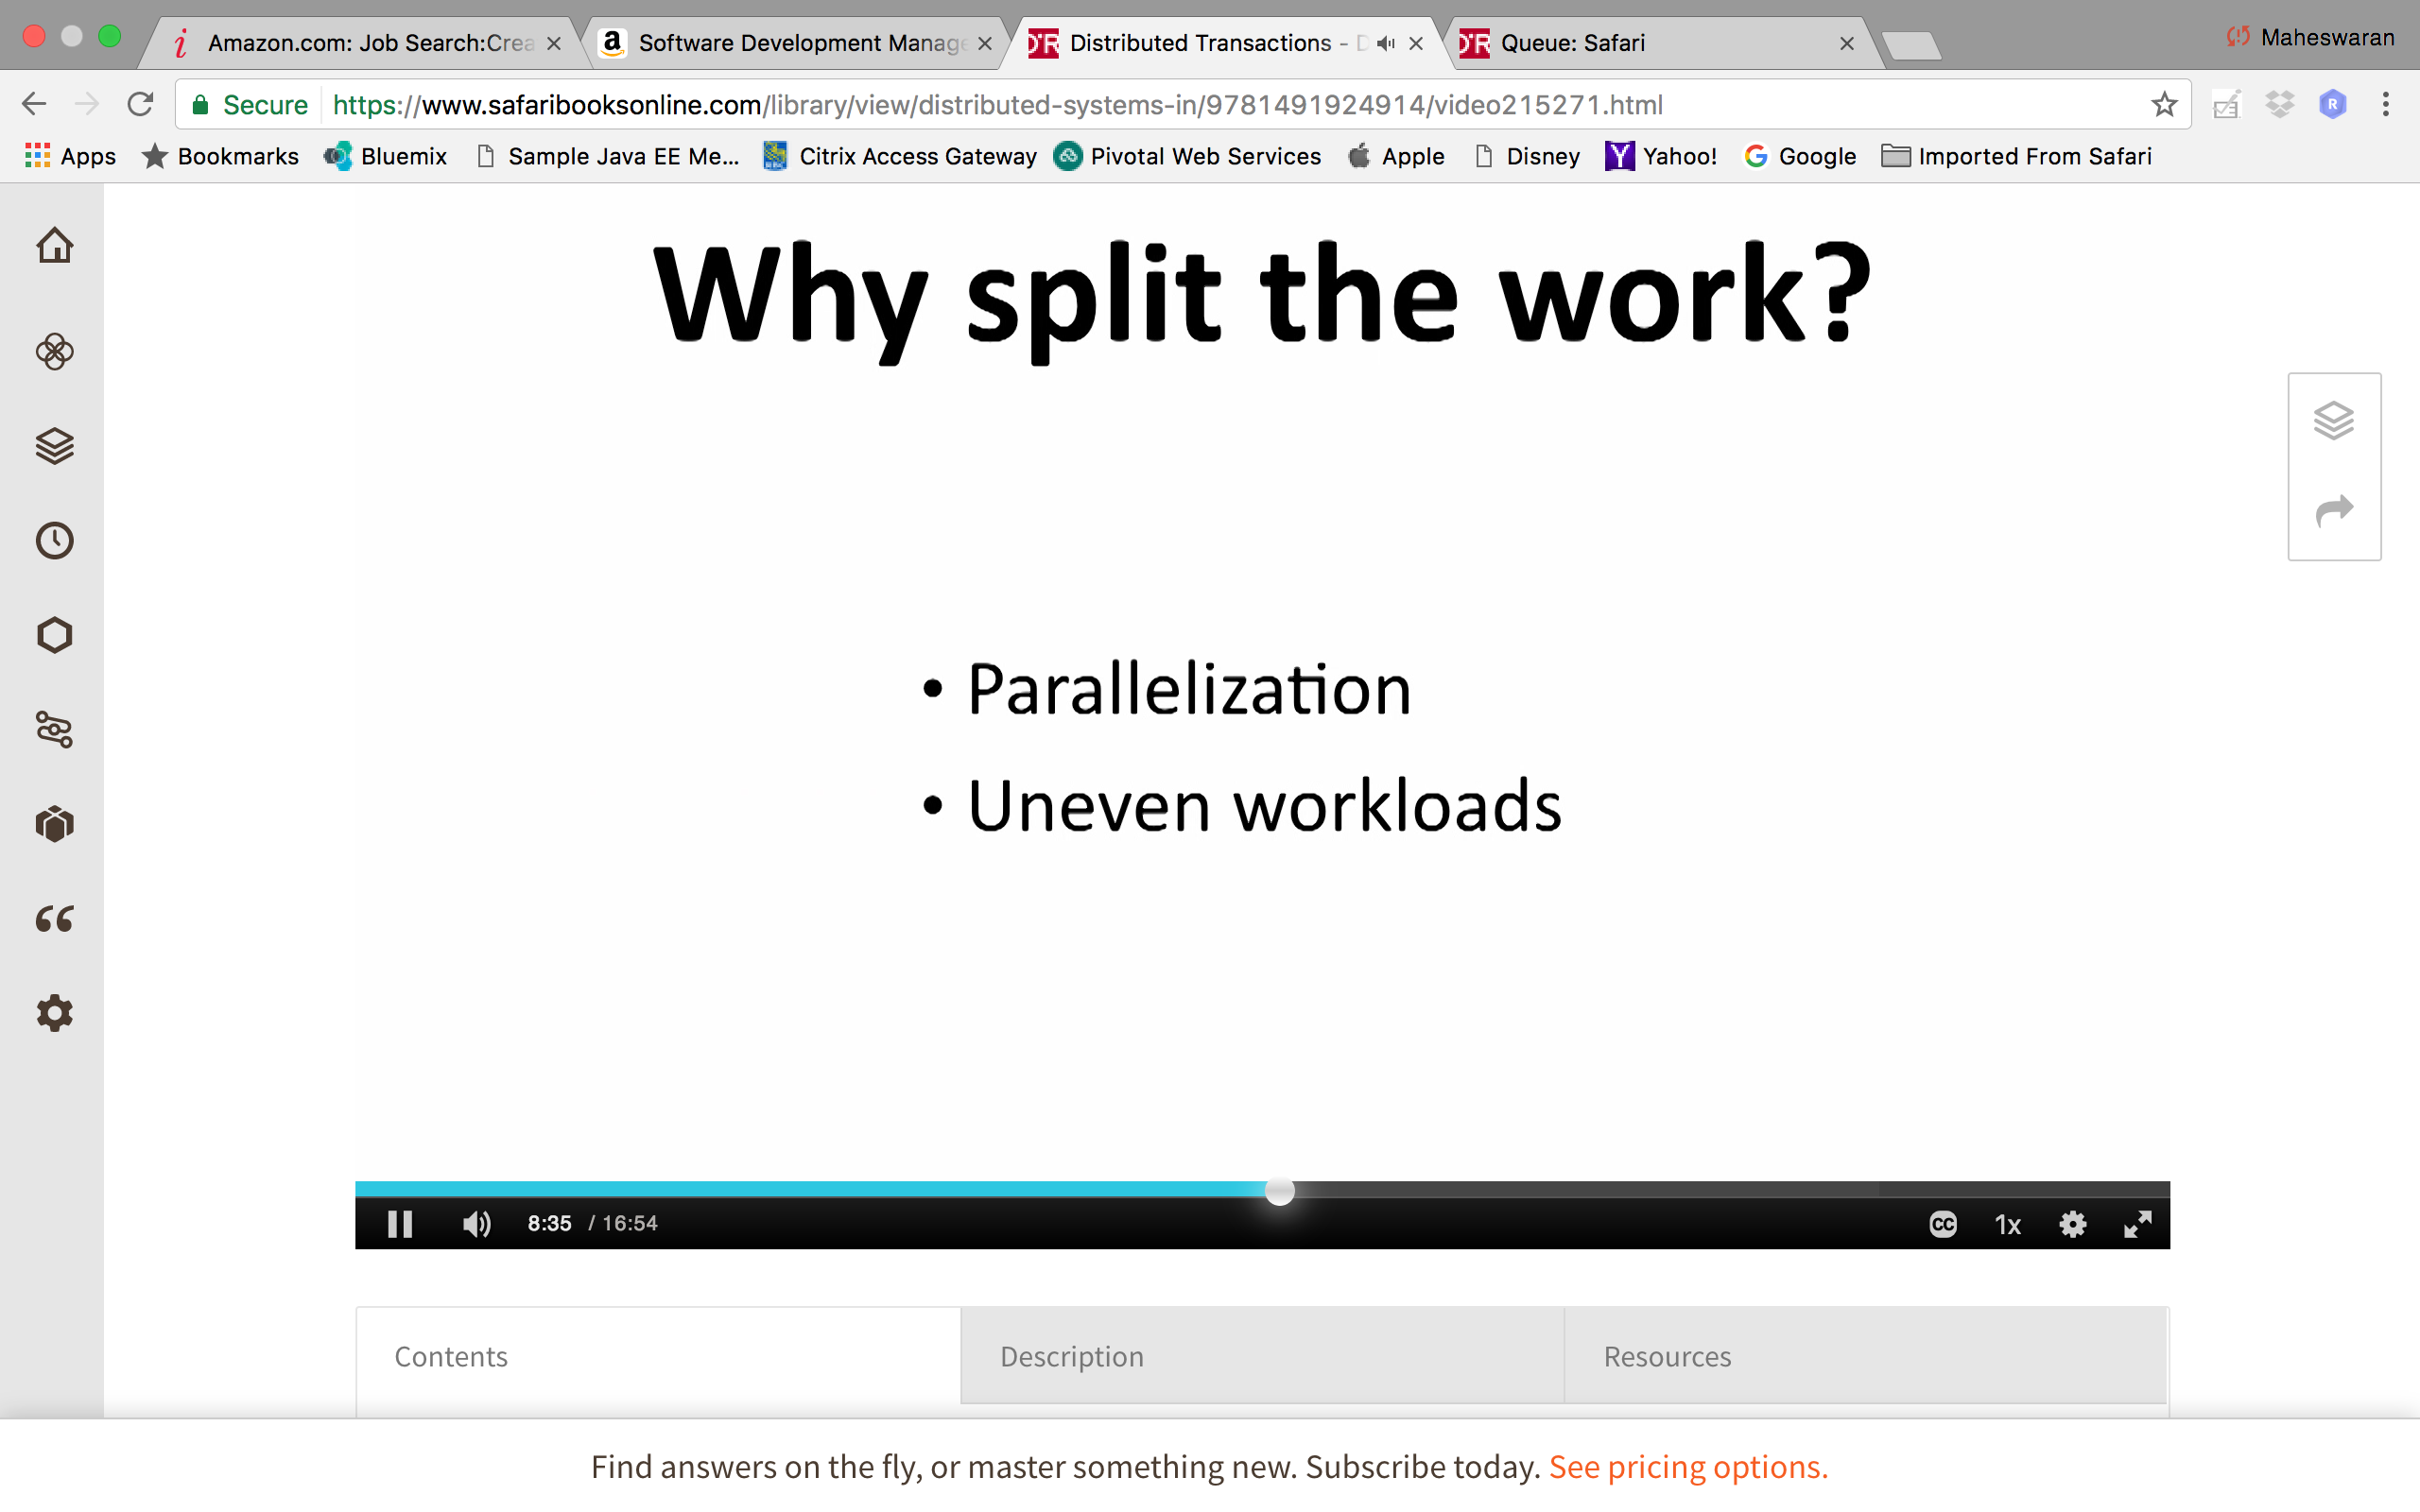 Amazon.com: Job Search:Crea
Software Development Manage
Distributed Transactions - D
Queue: Safari
Maheswaran
Secure https://www.safaribooksonline.com/library/view/distributed-systems-in/9781491924914/video215271.html
Apps Bookmarks Bluemix Sample Java EE Me... Citrix Access Gateway Pivotal Web Services Apple Disney Yahoo! Google Imported From Safari
Why split the work?
• Parallelization
• Uneven workloads
8:35 / 16:54 CC 1x
Contents Description Resources
Find answers on the fly, or master something new. Subscribe today. See pricing options.